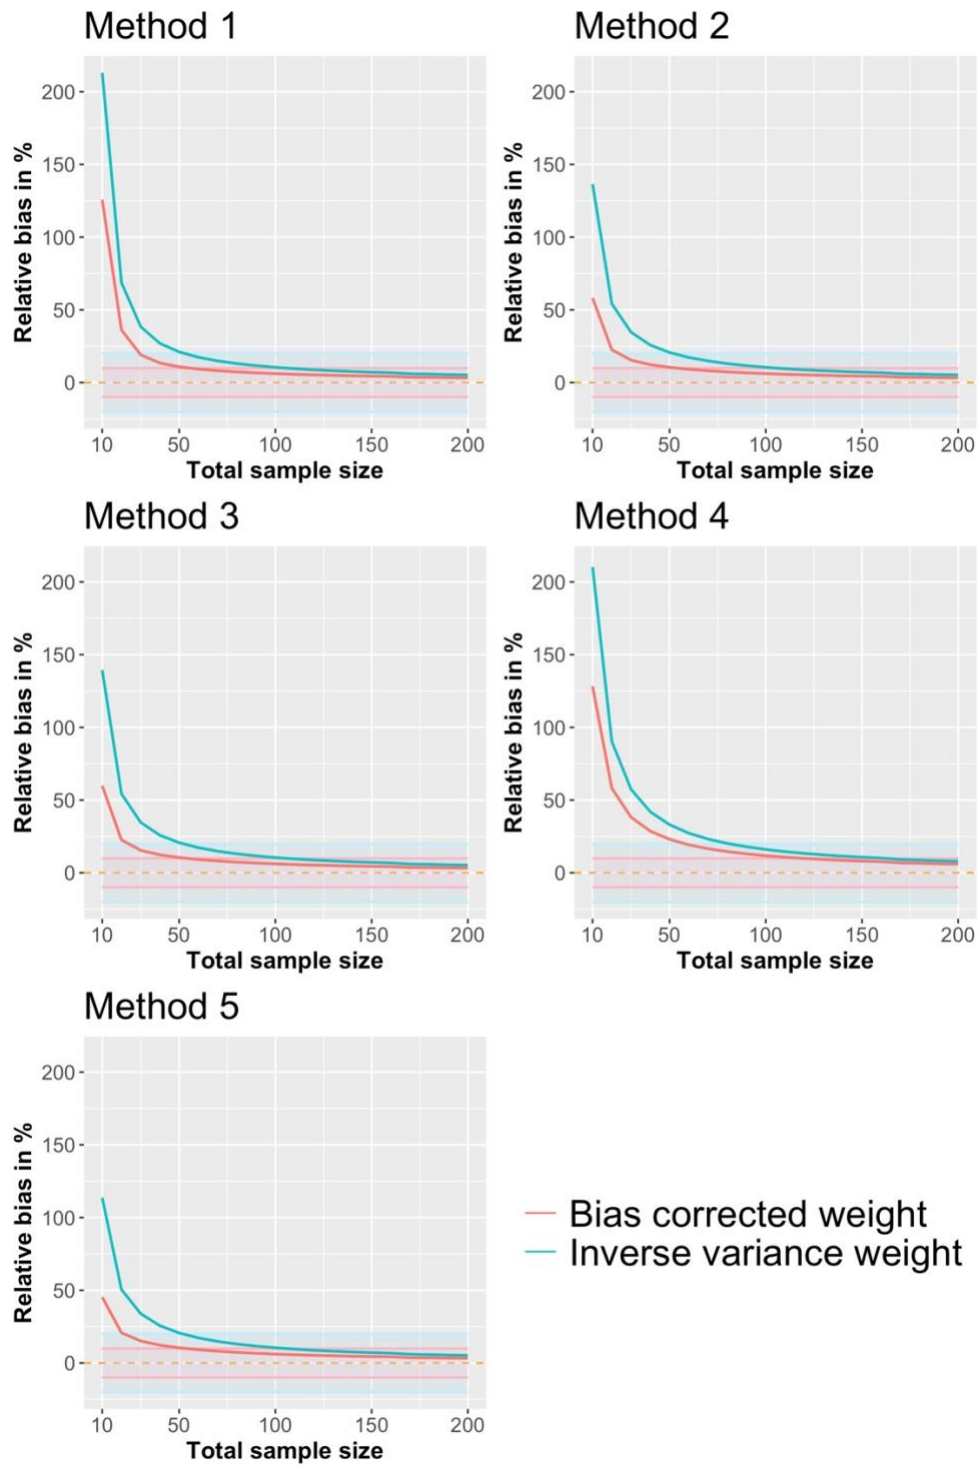 Method 1
Relative bias in %
200
150
100
50
0
10 50 100 150 200
Total sample size
Method 2
Relative bias in %
200
150
100
50
0
10 50 100 150 200
Total sample size
Method 3
Relative bias in %
200
150
100
50
0
10 50 100 150 200
Total sample size
Method 4
Relative bias in %
200
150
100
50
0
10 50 100 150 200
Total sample size
Method 5
Relative bias in %
200
150
100
50
0
10 50 100 150 200
Total sample size
Bias corrected weight
Inverse variance weight